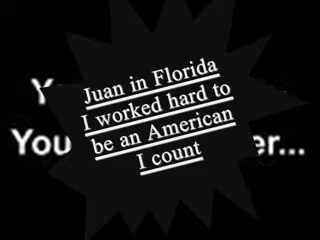 Juan in Florida
I worked hard to
be an American
I count
Y
You
er...